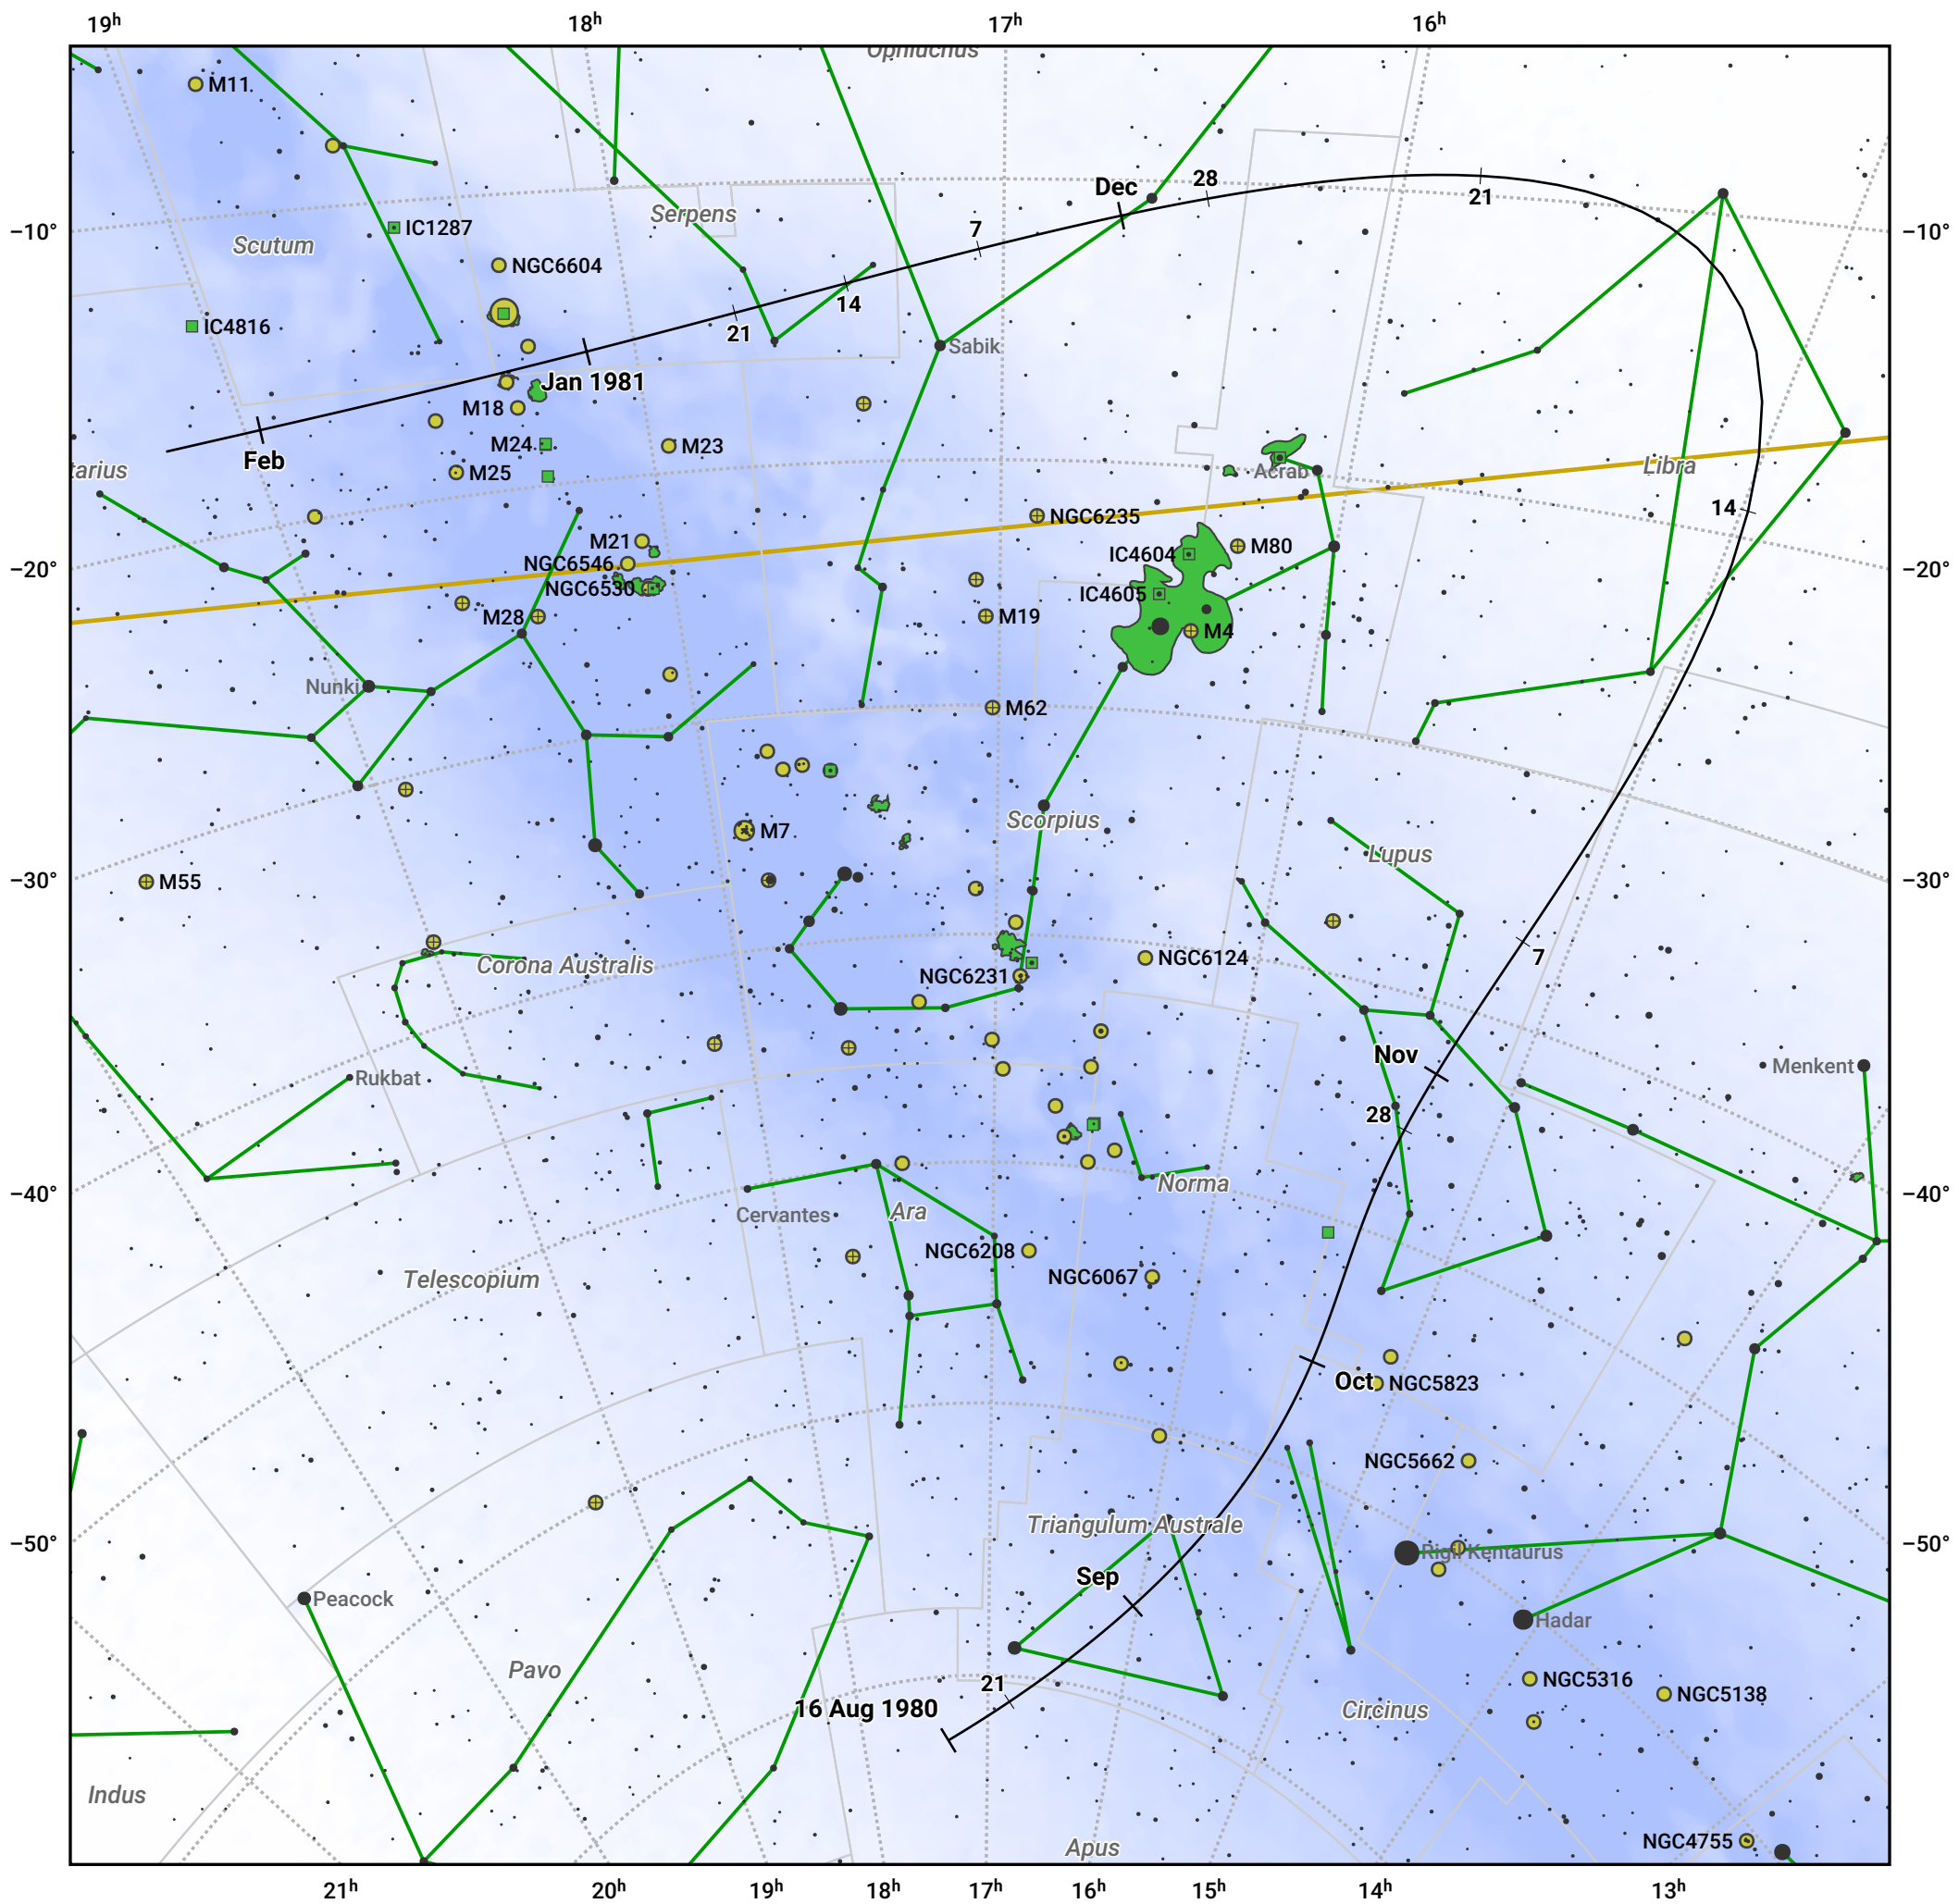 19h 18h 17h 16h
Ophiuchus
M11
Serpens
IC1287
Scutum
−10° −10°
NGC6604
Dec 28 21
7
14
21
IC4816
Sabik
Jan 1981
M18
M24
M23
Feb
M25
tarius
Acrab
Libra
14
NGC6235
M21
NGC6546
IC4604 M80
−20° −20°
NGC6530
IC4605
M28
M19
M4
Nunki
M62
Scorpius
M7
Lupus
−30° −30°
M55
Corona Australis
NGC6124
7
NGC6231
Nov
Menkent
Rukbat
28
Norma
−40° −40°
Cervantes
Ara
NGC6208
Telescopium
NGC6067
Oct NGC5823
NGC5662
Triangulum Australe
−50° −50°
Rigil Kentaurus
Sep
Peacock
Hadar
Pavo
21
NGC5316
NGC5138
16 Aug 1980
Circinus
Indus
NGC4755
Apus
21h 20h 19h 18h 17h 16h 15h 14h 13h